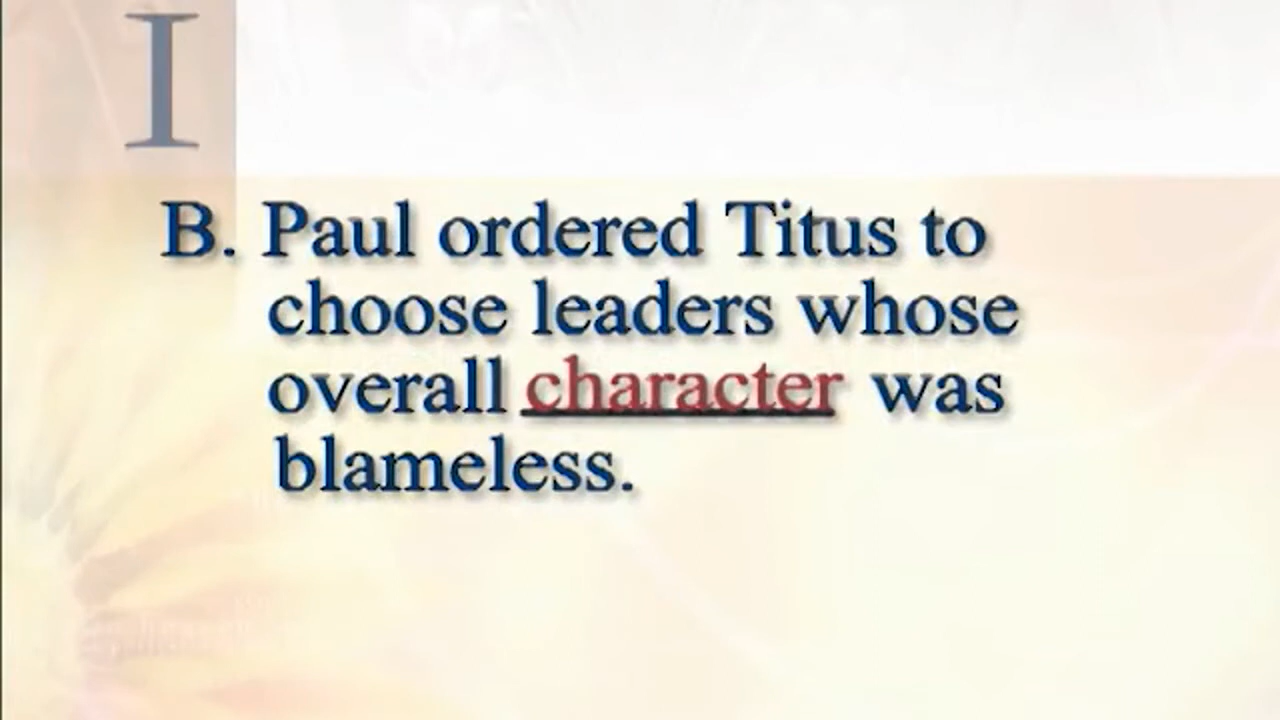 I
B. Paul ordered Titus to
choose leaders whose
overall character was
blameless.